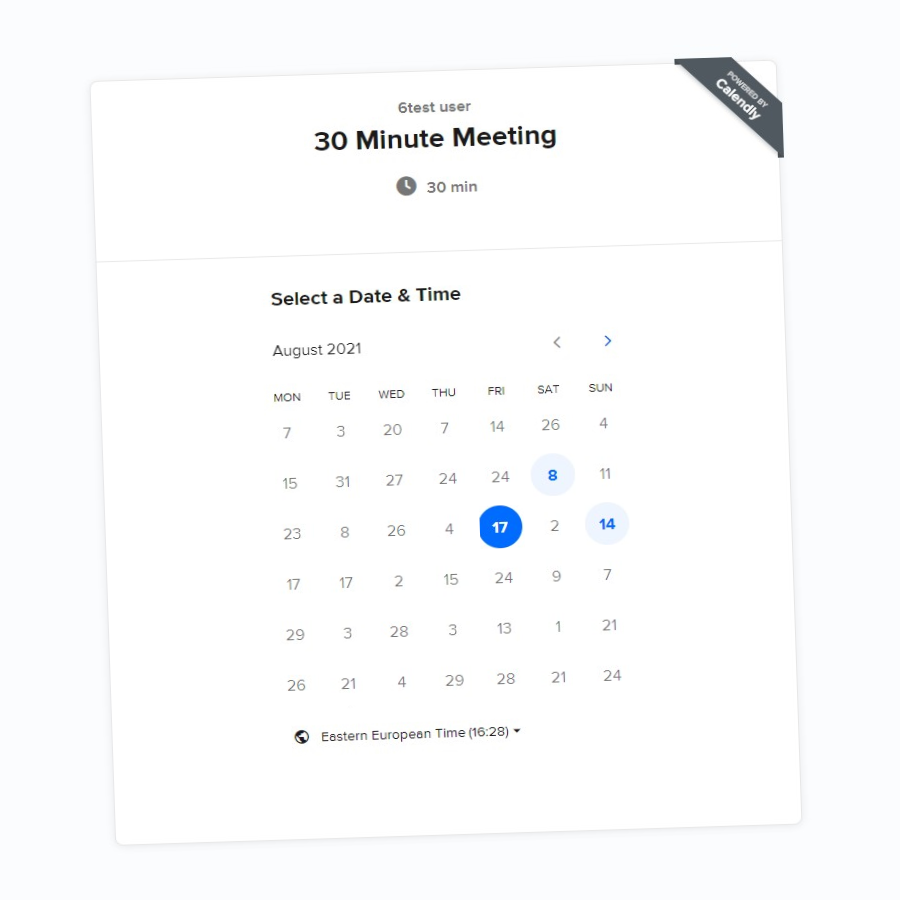 POWERED BY
Calendly
6test user
30 Minute Meeting
30 min
Select a Date & Time
August 2021
MON TUE WED THU FRI SAT SUN
7 3 20 7 14 26 4
15 31 27 24 24 8 11
23 8 26 4 17 2 14
17 17 2 15 24 9 7
29 3 28 3 13 1 21
26 21 4 29 28 21 24
Eastern European Time (16:28)